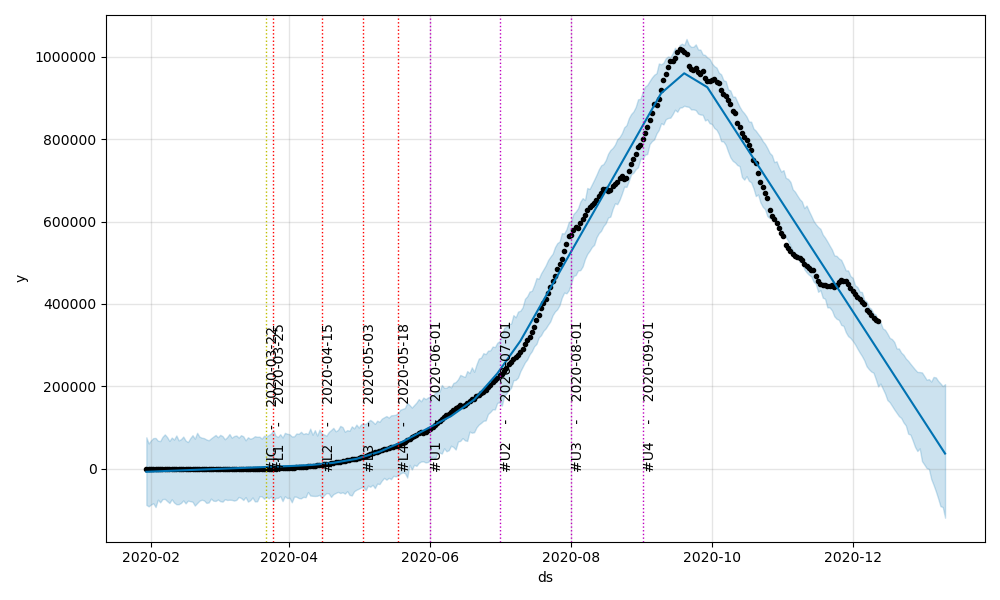 1000000
800000
600000
400000
200000
0
y
#JC - 2020-03-22
#L1 - 2020-03-25
#L2 - 2020-04-15
#L3 - 2020-05-03
#L4 - 2020-05-18
#U1 - 2020-06-01
#U2 - 2020-07-01
#U3 - 2020-08-01
#U4 - 2020-09-01
2020-02
2020-04
2020-06
2020-08
2020-10
2020-12
ds